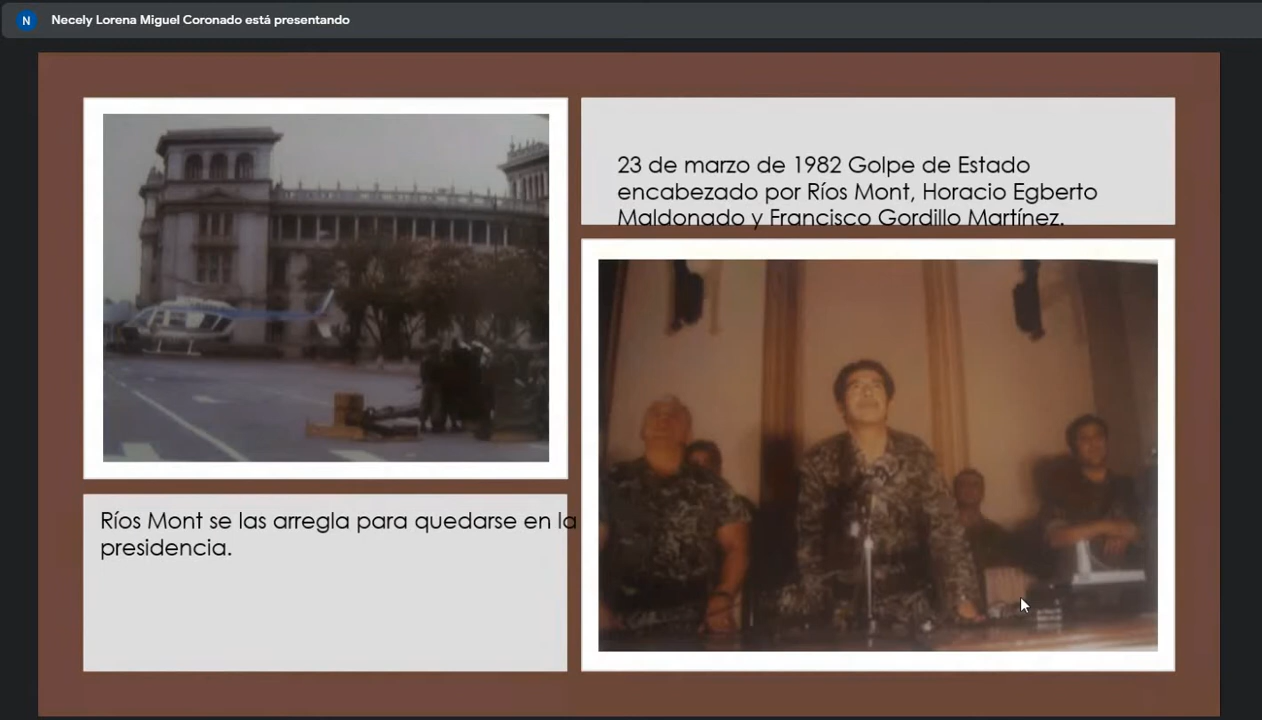 N Necely Lorena Miguel Coronado está presentando
23 de marzo de 1982 Golpe de Estado
encabezado por Ríos Mont, Horacio Egberto
Maldonado y Francisco Gordillo Martínez.
Ríos Mont se las arregla para quedarse en la
presidencia.